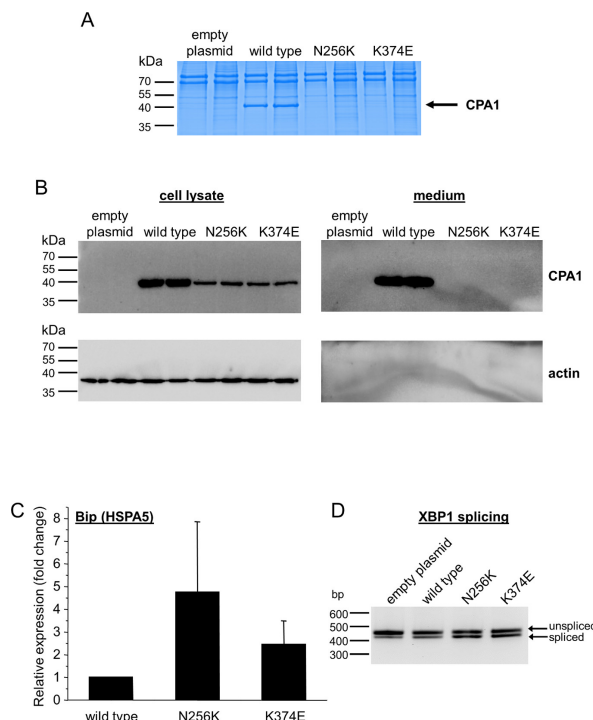 A
empty
plasmid wild type N256K K374E
kDa
70
55
40
35
CPA1
B
cell lysate medium
empty
plasmid wild type N256K K374E
empty
plasmid wild type N256K K374E
kDa
70
55
40
35
CPA1
kDa
70
55
40
35
actin
C
Bip (HSPA5)
Relative expression (fold change)
8
7
6
5
4
3
2
1
0
wild type N256K K374E
D
XBP1 splicing
empty plasmid
wild type
N256K
K374E
bp
600
500
400
300
unspliced
spliced